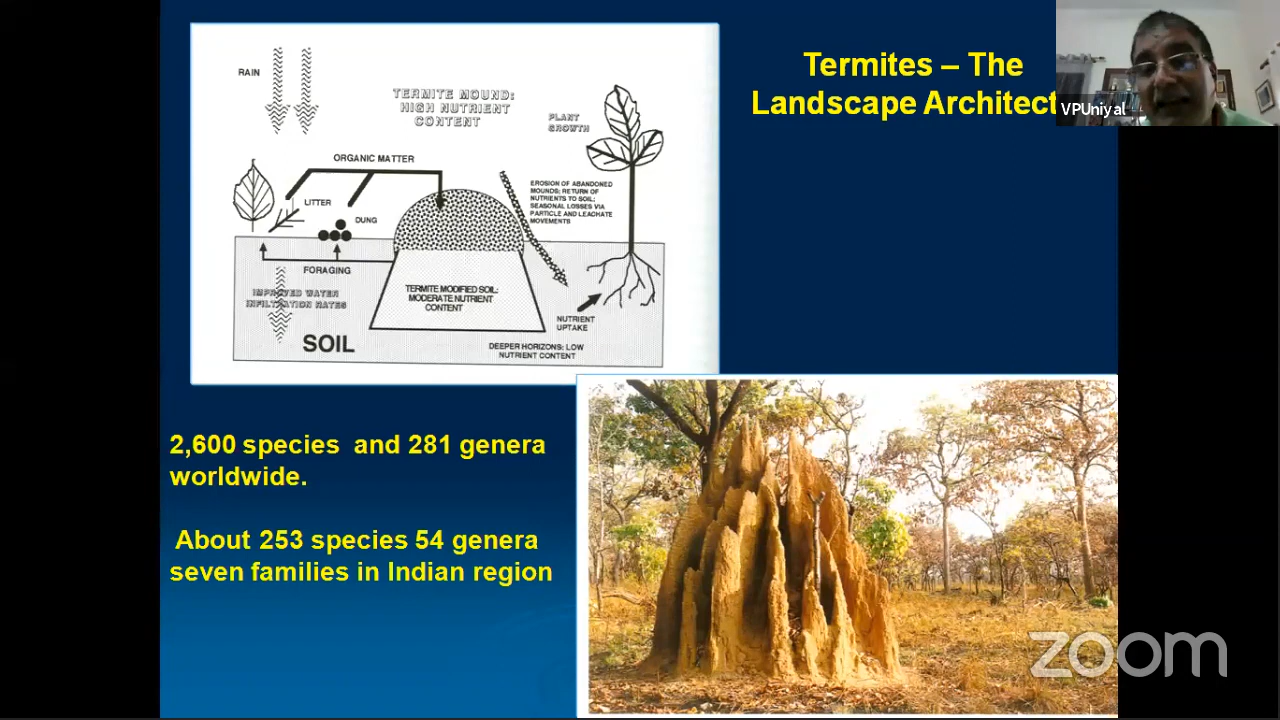 Termites – The
Landscape Architect
VPUniyal
RAIN
TERMITE MOUND:
HIGH NUTRIENT
CONTENT
PLANT
GROWTH
ORGANIC MATTER
LITTER
DUNG
EROSION OF ABANDONED
MOUNDS: RETURN OF
NUTRIENTS TO SOIL;
SEASONAL LOSSES VIA
PARTICLE AND LEACHATE
MOVEMENTS
FORAGING
IMPROVED WATER
INFILTRATION RATES
TERMITE MODIFIED SOIL:
MODERATE NUTRIENT
CONTENT
NUTRIENT
UPTAKE
SOIL
DEEPER HORIZONS: LOW
NUTRIENT CONTENT
2,600 species and 281 genera
worldwide.
About 253 species 54 genera
seven families in Indian region
zoom